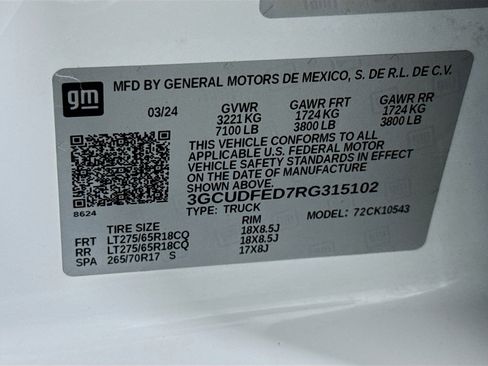 gm
MFD BY GENERAL MOTORS DE MEXICO, S. DE R.L. DE C.V.
03/24 GVWR GAWR FRT GAWR RR
3221 KG 1724 KG 1724 KG
7100 LB 3800 LB 3800 LB
THIS VEHICLE CONFORMS TO ALL
APPLICABLE U.S. FEDERAL MOTOR
VEHICLE SAFETY STANDARDS IN EFFECT
ON THE DATE OF MANUFACTURE
SHOWN ABOVE.
3GCUDFED7RG315102
8624 TYPE: TRUCK MODEL: 72CK10543
TIRE SIZE RIM
FRT LT275/65R18CQ 18X8.5J
RR LT275/65R18CQ 18X8.5J
SPA 265/70R17 S 17X8J